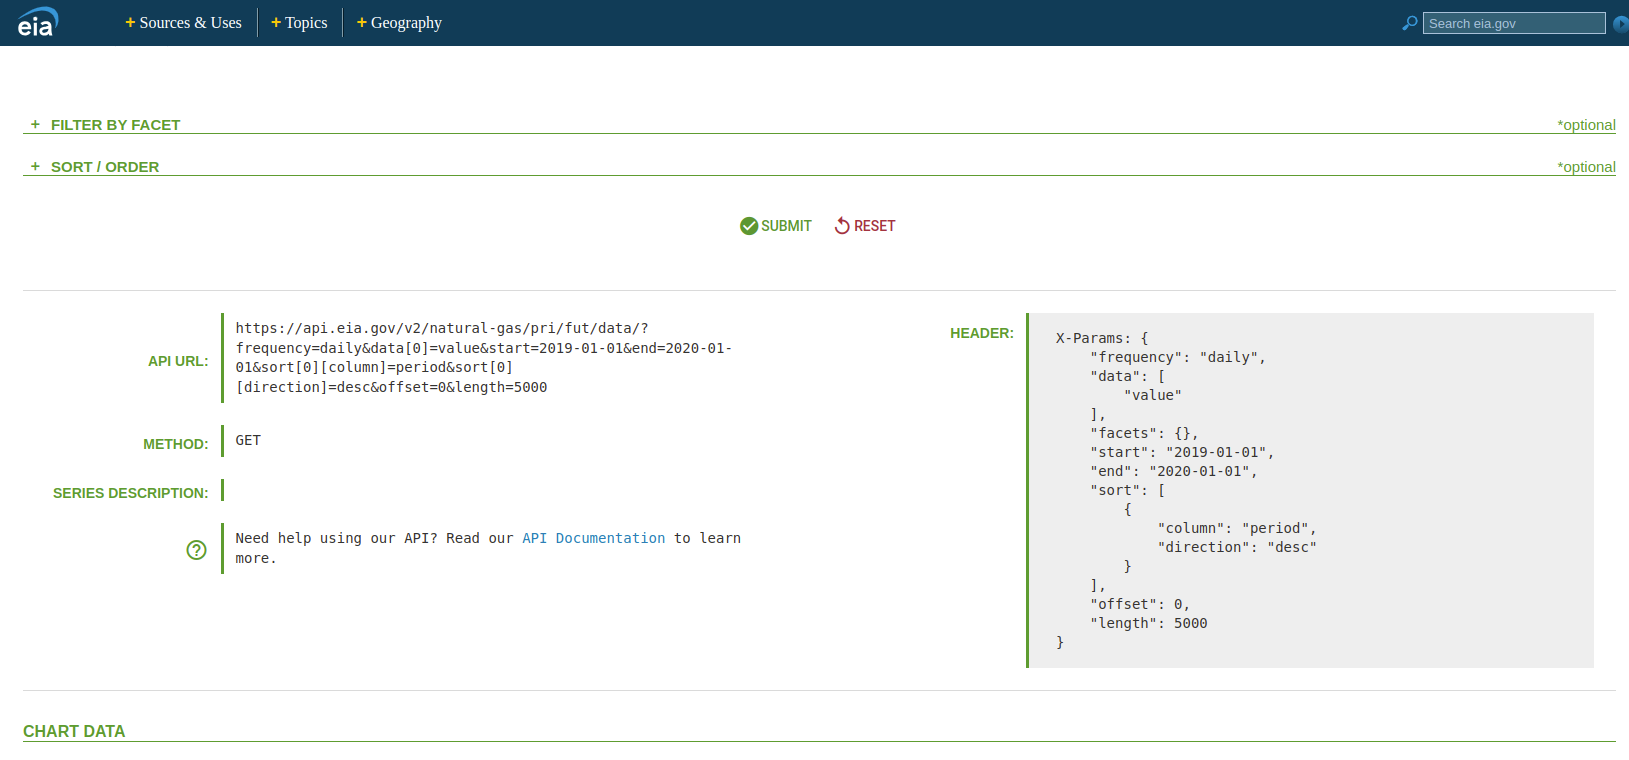 eia
+ Sources & Uses
+ Topics
+ Geography
Search eia.gov
+ FILTER BY FACET
*optional
+ SORT / ORDER
*optional
SUBMIT
RESET
API URL:
https://api.eia.gov/v2/natural-gas/pri/fut/data/?
frequency=daily&data[0]=value&start=2019-01-01&end=2020-01-
01&sort[0][column]=period&sort[0]
[direction]=desc&offset=0&length=5000
METHOD:
GET
SERIES DESCRIPTION:
?
Need help using our API? Read our API Documentation to learn
more.
HEADER:
X-Params: {
    "frequency": "daily",
    "data": [
        "value"
    ],
    "facets": {},
    "start": "2019-01-01",
    "end": "2020-01-01",
    "sort": [
        {
            "column": "period",
            "direction": "desc"
        }
    ],
    "offset": 0,
    "length": 5000
}
CHART DATA